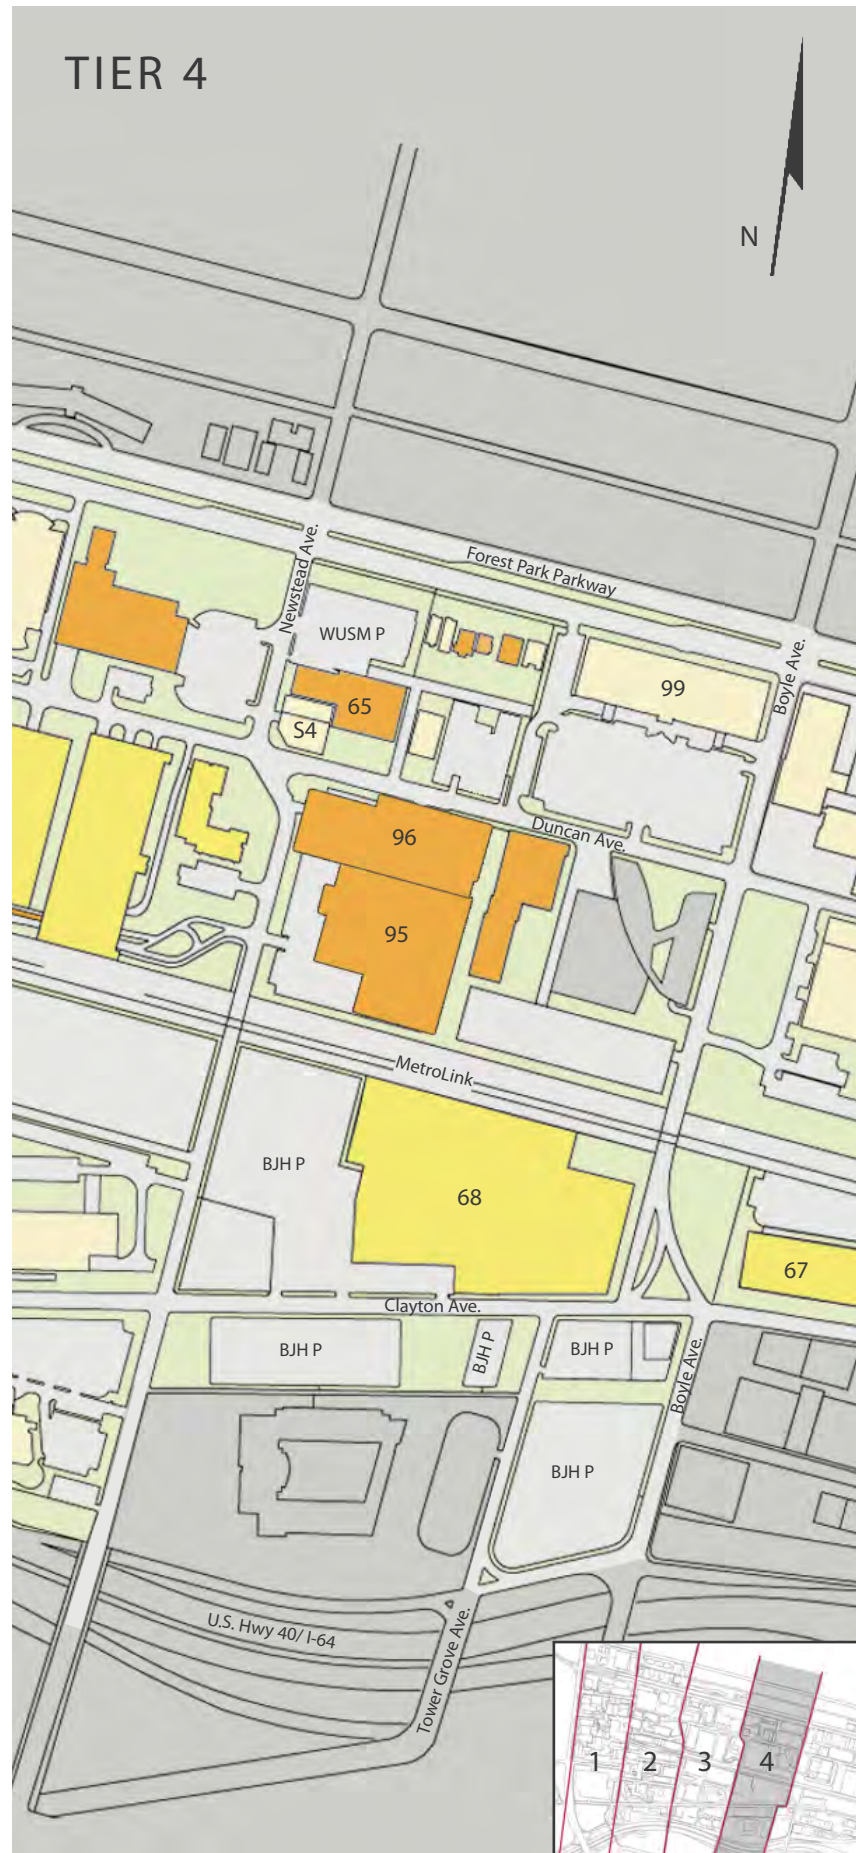 TIER 4
N
Forest Park Parkway
Newstead Ave.
WUSM P
Boyle Ave.
99
65
S4
Duncan Ave.
96
95
MetroLink
BJH P
68
67
Clayton Ave.
BJH P
BJH P
BJH P
Boyle Ave.
BJH P
U.S. Hwy 40/ I-64
Tower Grove Ave.
1
2
3
4